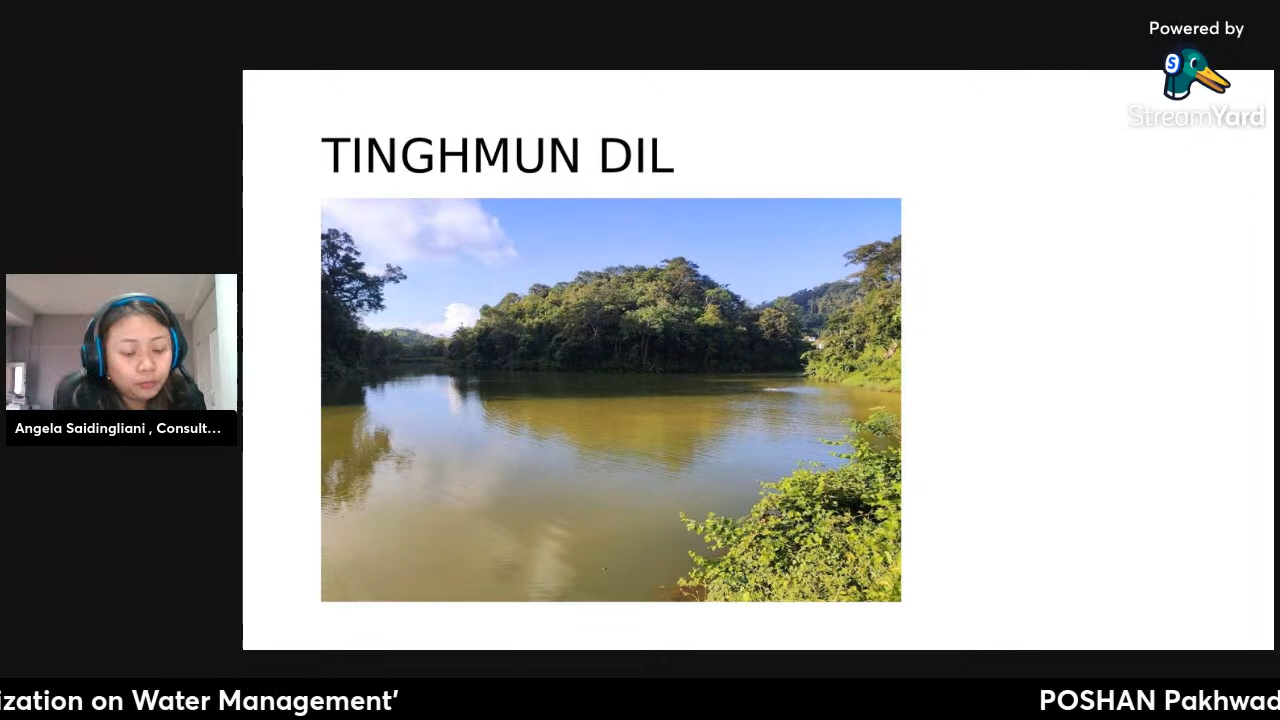 Powered by
StreamYard
TINGHMUN DIL
Angela Saidingliani , Consult...
ization on Water Management'
POSHAN Pakhwad